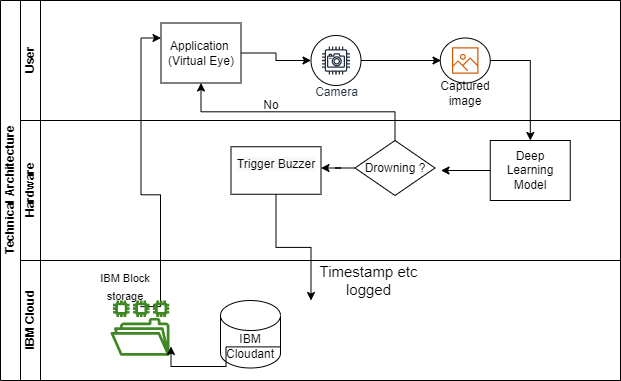 Technical Architecture
User
Application
(Virtual Eye)
Camera
Captured
image
No
Hardware
Trigger Buzzer
Drowning ?
Deep
Learning
Model
IBM Cloud
IBM Block
storage
IBM
Cloudant
Timestamp etc
logged